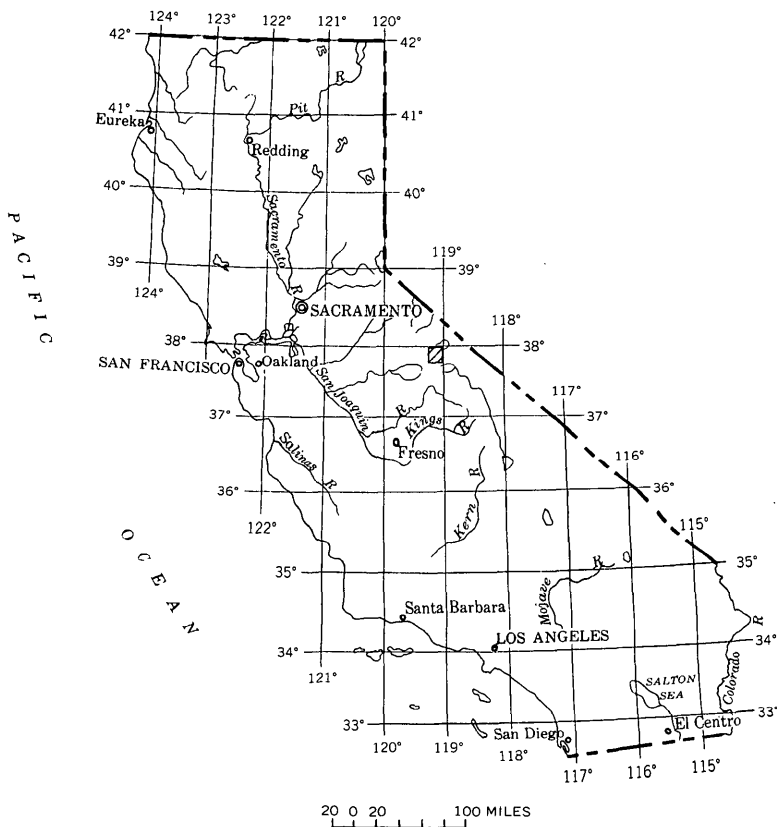 124° 123° 122° 121° 120°
42° 42°
R
Pit
41° 41°
Eureka
Redding
40° 40°
Sacramento
R
119°
39° 39°
124°
SACRAMENTO
118°
38° 38°
SAN FRANCISCO
Oakland
San Joaquin
R
117°
37° 37°
Kings
R
Fresno
Salinas
R
116°
36° 36°
122°
Kern
R
115°
35° 35°
Mojave
R
Santa Barbara
LOS ANGELES
R
34° 34°
121°
SALTON
SEA
Colorado
33° 33°
San Diego
El Centro
120° 119° 118° 117° 116° 115°
PACIFIC
OCEAN
20 0 20 100 MILES